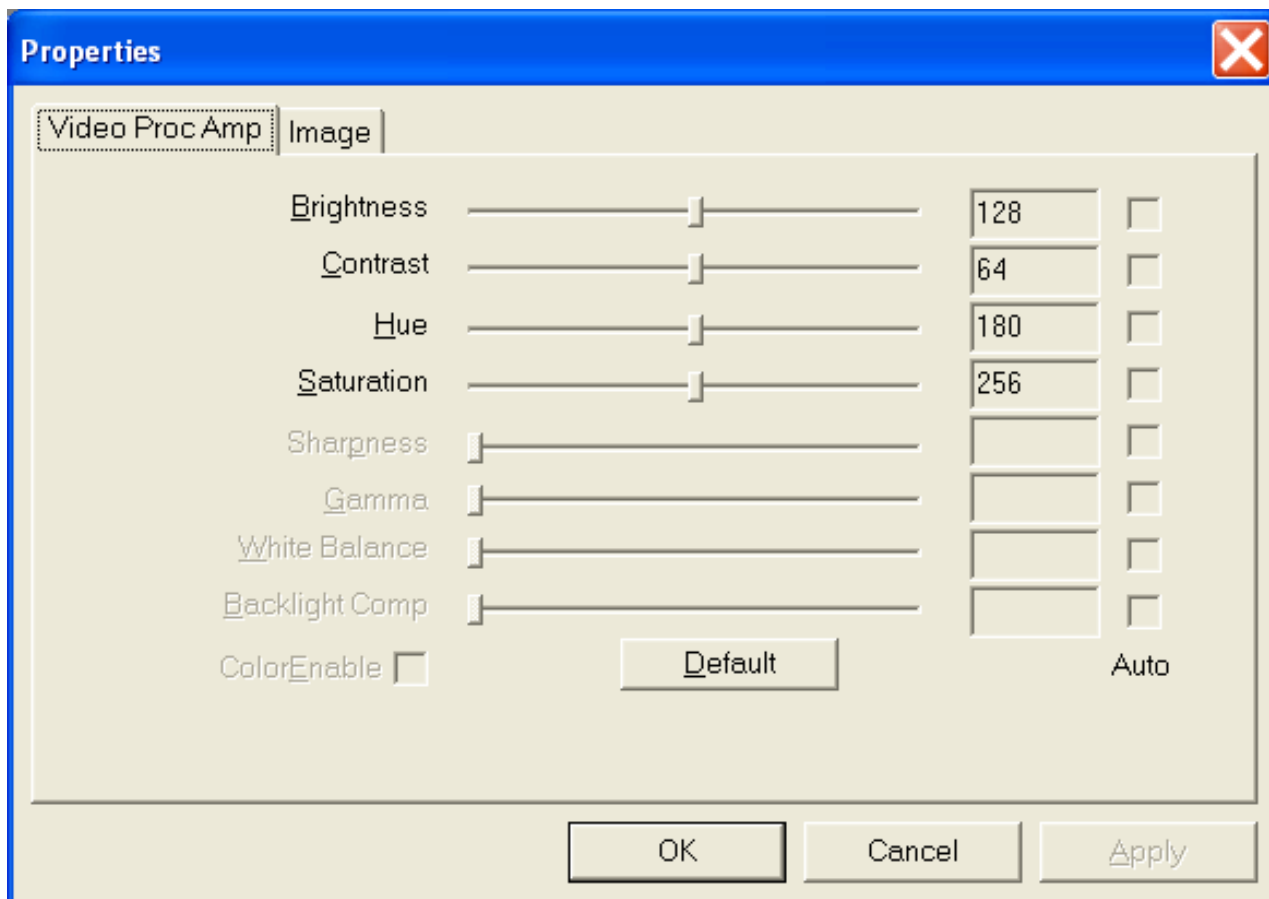 Properties
Video Proc Amp Image
Brightness 128
Contrast 64
Hue 180
Saturation 256
Sharpness
Gamma
White Balance
Backlight Comp
ColorEnable Default Auto
OK Cancel Apply